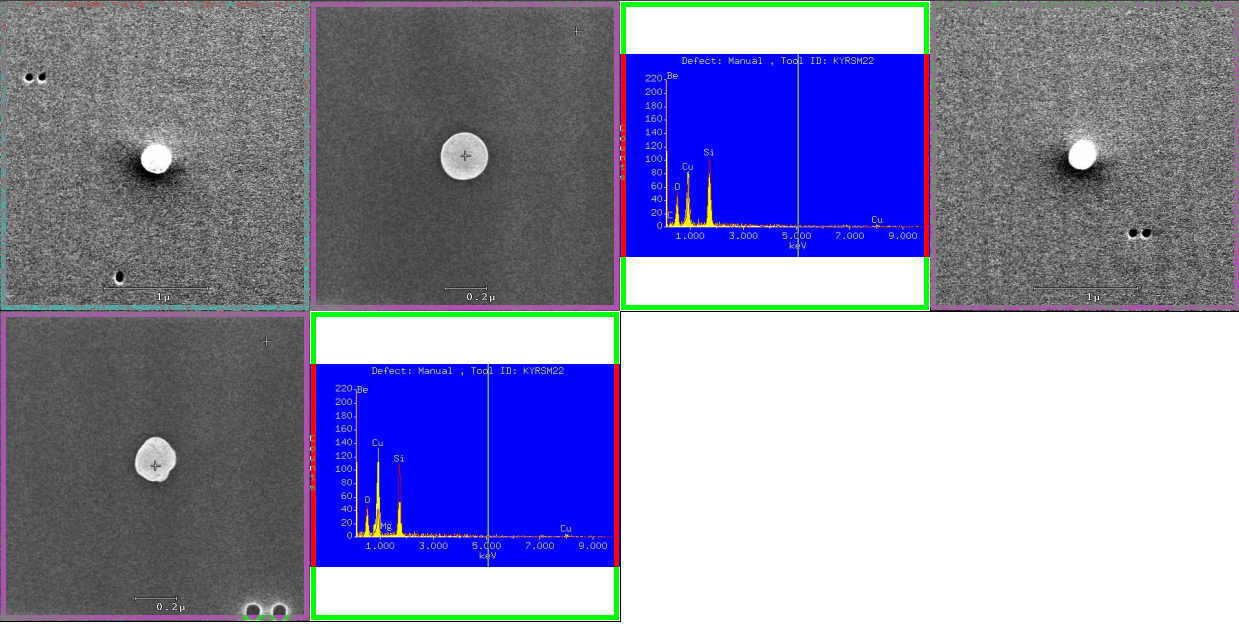 1µ
0.2µ
Defect: Manual , Tool ID: KYRSM22
220 Be
200
180
160
140
120
100 Si
80 Cu
60
40 O
20 C Cu
0
1.000 3.000 5.000 7.000 9.000
keV
1µ
0.2µ
Defect: Manual , Tool ID: KYRSM22
220 Be
200
180
160
140 Cu
120 Si
100
80
60 O
40
20 Mg Cu
0
1.000 3.000 5.000 7.000 9.000
keV